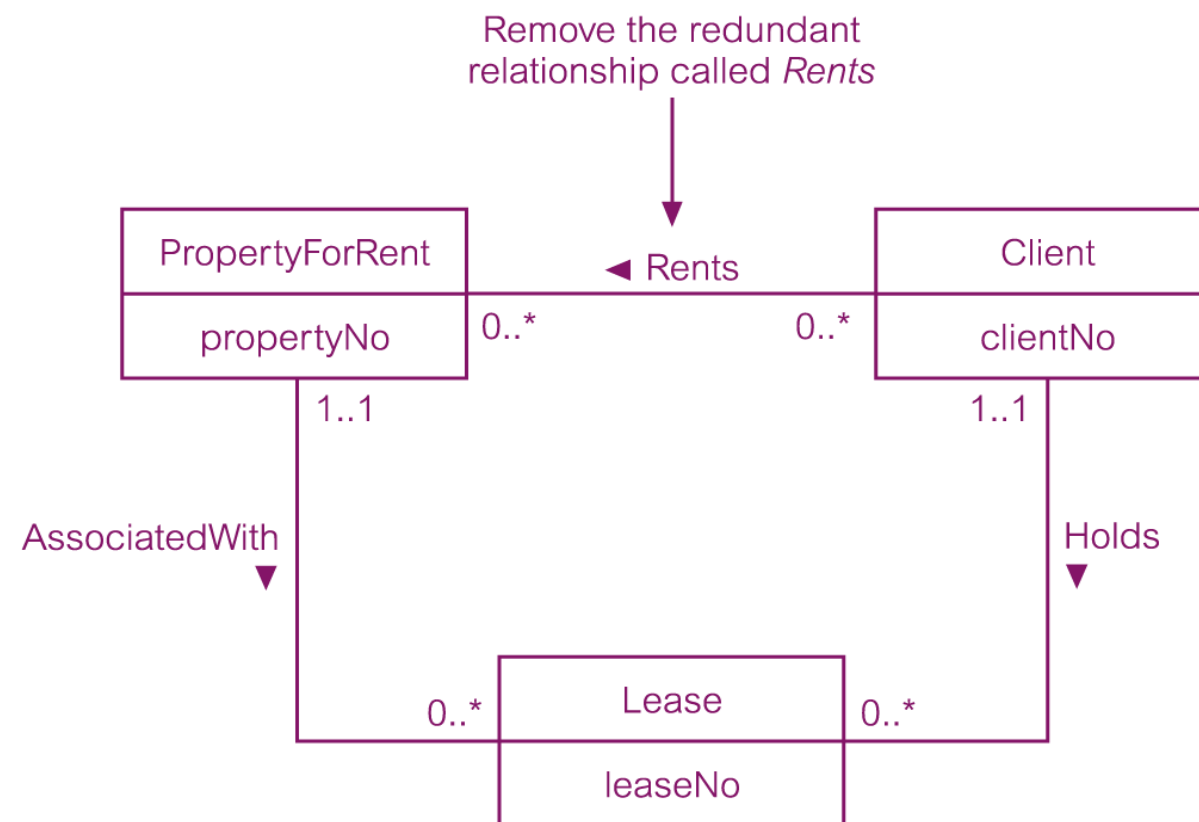 Remove the redundant
relationship called Rents
PropertyForRent
◄ Rents
Client
propertyNo
0..*
0..*
clientNo
1..1
1..1
AssociatedWith
▼
Holds
▼
0..*
Lease
0..*
leaseNo